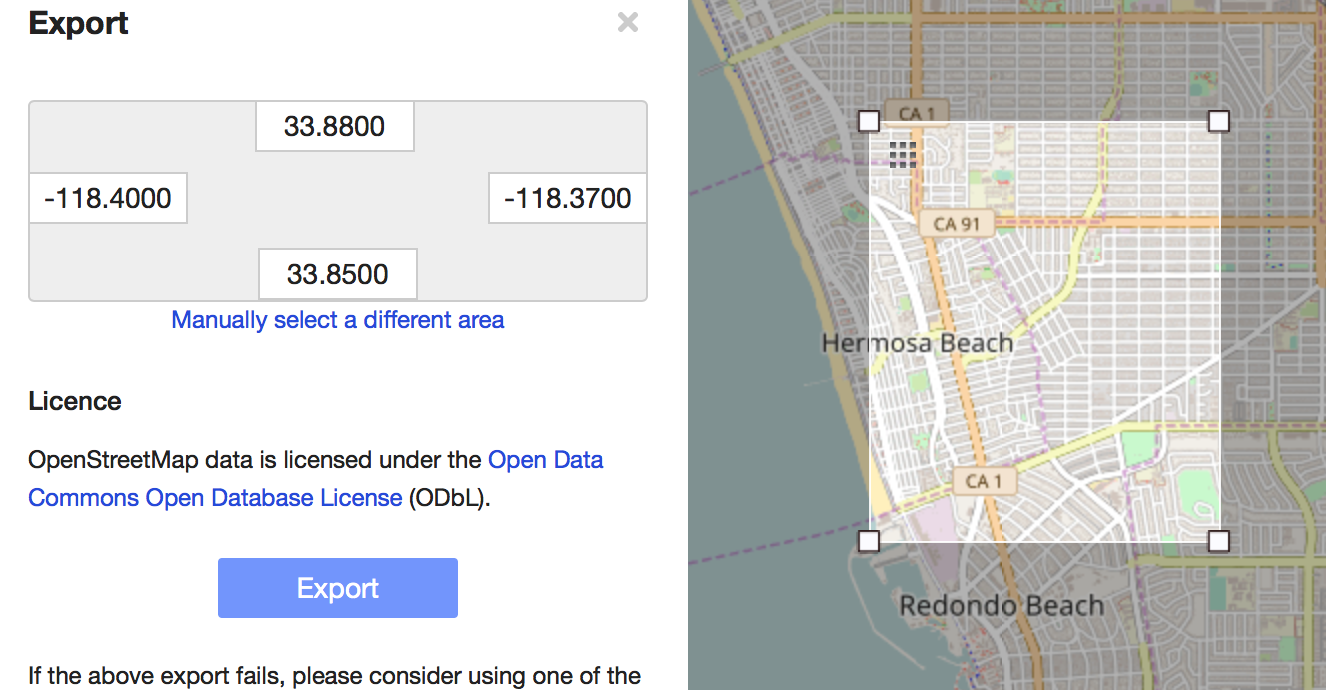 Export
33.8800
-118.4000
-118.3700
33.8500
Manually select a different area
Licence
OpenStreetMap data is licensed under the Open Data
Commons Open Database License (ODbL).
Export
If the above export fails, please consider using one of the
CA 1
CA 91
Hermosa Beach
CA 1
Redondo Beach